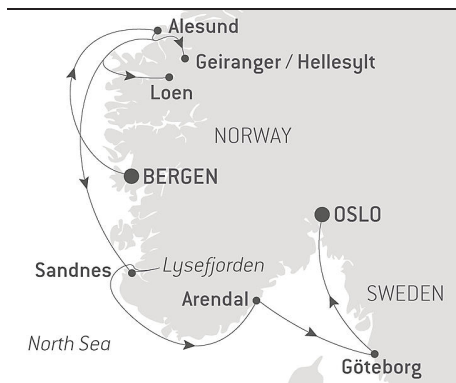 Alesund
Geiranger / Hellesylt
Loen
NORWAY
BERGEN
OSLO
Lysefjorden
Sandnes
Arendal
SWEDEN
North Sea
Göteborg